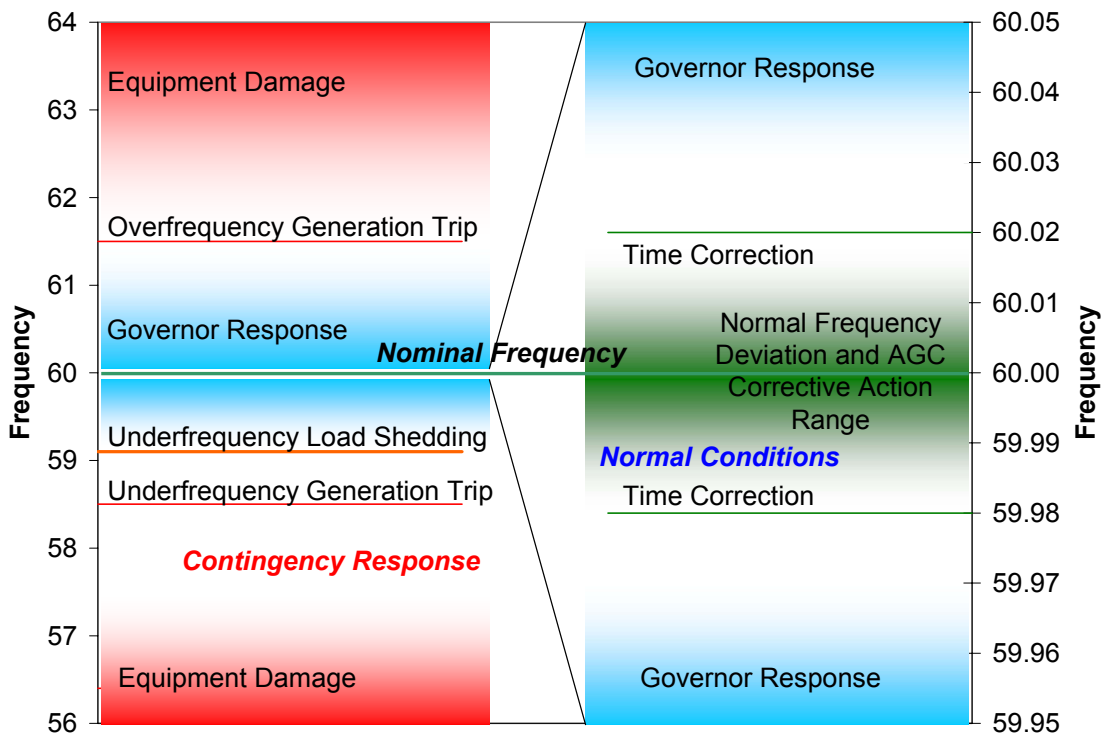 64
63
62
61
60
59
58
57
56
Frequency
Equipment Damage
Overfrequency Generation Trip
Governor Response
Nominal Frequency
Underfrequency Load Shedding
Underfrequency Generation Trip
Contingency Response
Equipment Damage
Governor Response
Time Correction
Normal Frequency
Deviation and AGC
Corrective Action
Range
Normal Conditions
Time Correction
Governor Response
60.05
60.04
60.03
60.02
60.01
60.00
59.99
59.98
59.97
59.96
59.95
Frequency